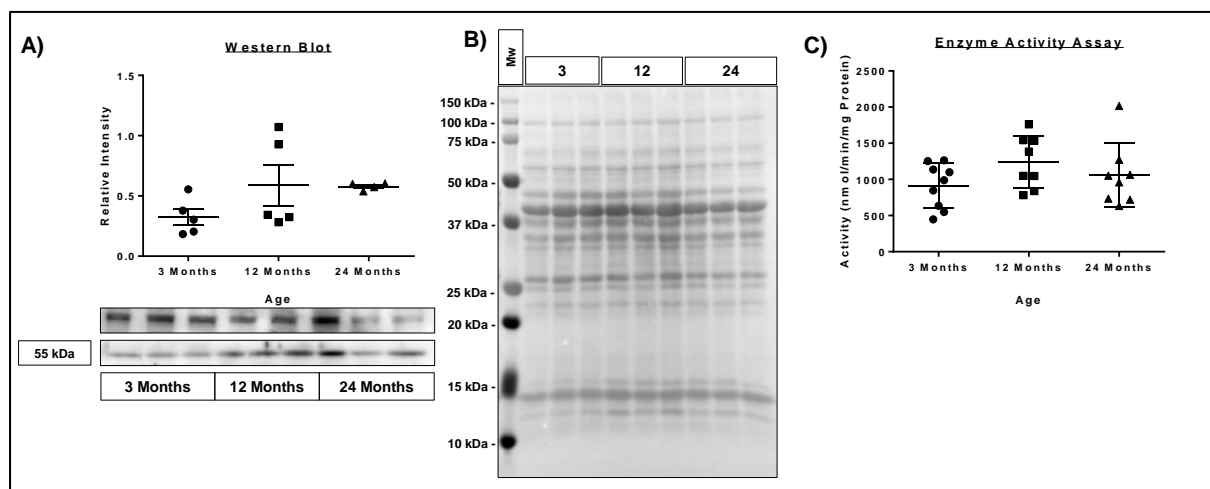 A)
Western Blot
Relative Intensity
1.5
1.0
0.5
0.0
3 Months 12 Months 24 Months
Age
55 kDa
3 Months 12 Months 24 Months
B)
Mw
3 12 24
150 kDa -
100 kDa -
75 kDa -
50 kDa -
37 kDa -
25 kDa -
20 kDa -
15 kDa -
10 kDa -
C)
Enzyme Activity Assay
Activity (nmol/min/mg Protein)
2500
2000
1500
1000
500
0
3 Months 12 Months 24 Months
Age